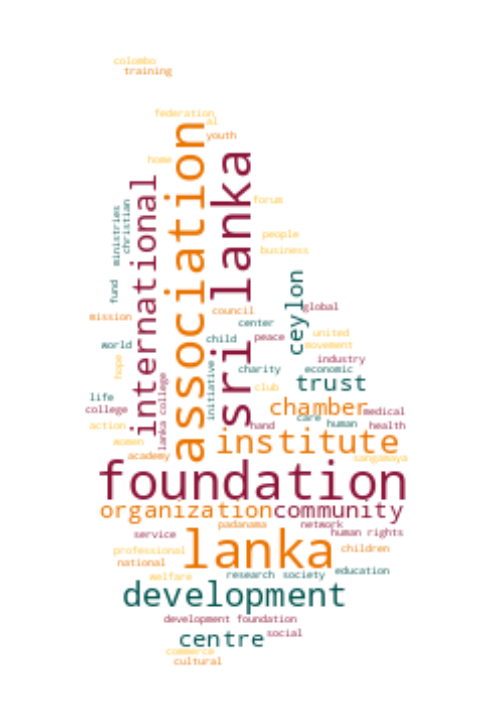 colombo
training
federation
al
youth
home
association
sri lanka
international
forum
ministries
christian
people
business
ceylon
fund
global
mission
council
center
united
movement
world
child
peace
industry
hope
charity
economic
trust
initiative
lanka college
life
club
chamber
college
care
medical
action
hand
human
health
women
institute
academy
sangamaya
foundation
organization
community
padanama
network
service
human rights
lanka
professional
children
national
welfare
research
society
education
development
development foundation
centre
social
commerce
cultural